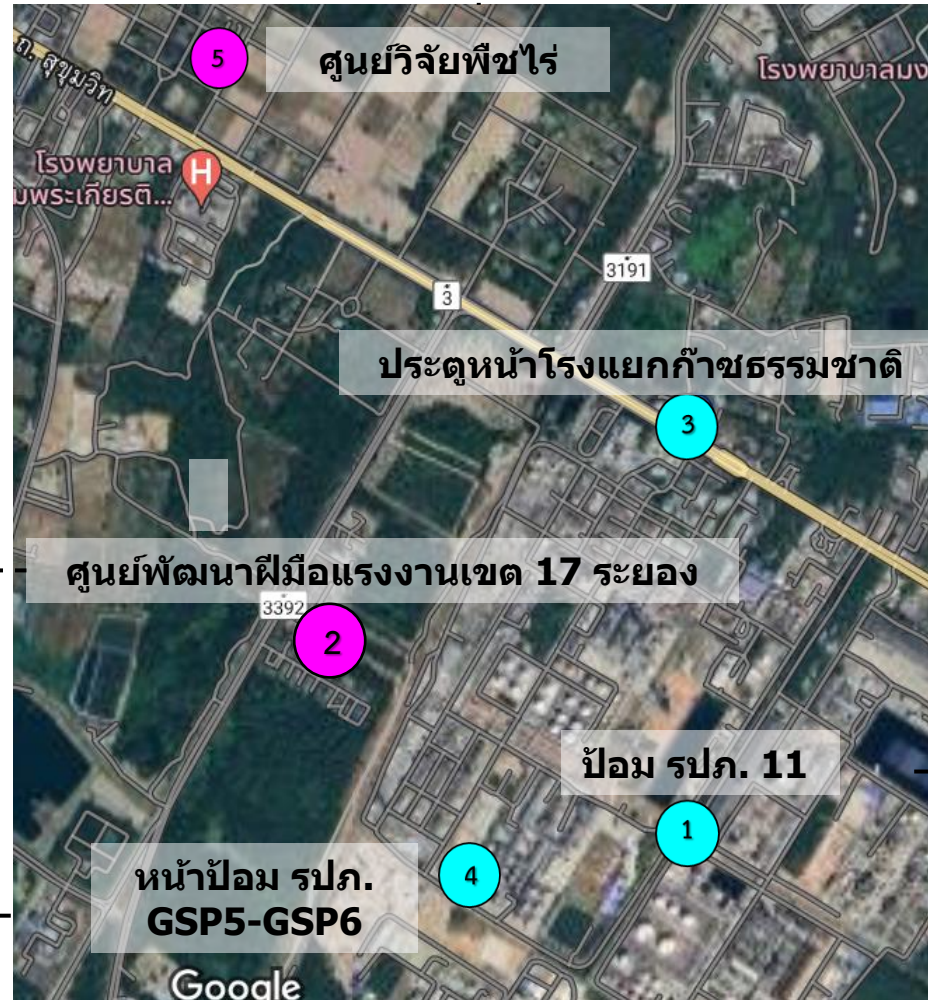 5
ศูนย์วิจัยพืชไร่
ถ. สุขุมวิท
โรงพยาบาลมง
โรงพยาบาล
มพระเกียรติ...
H
3191
3
ประตูหน้าโรงแยกก๊าซธรรมชาติ
3
ศูนย์พัฒนาฝีมือแรงงานเขต 17 ระยอง
3392
2
ป้อม รปภ. 11
1
หน้าป้อม รปภ.
GSP5-GSP6
4
Google